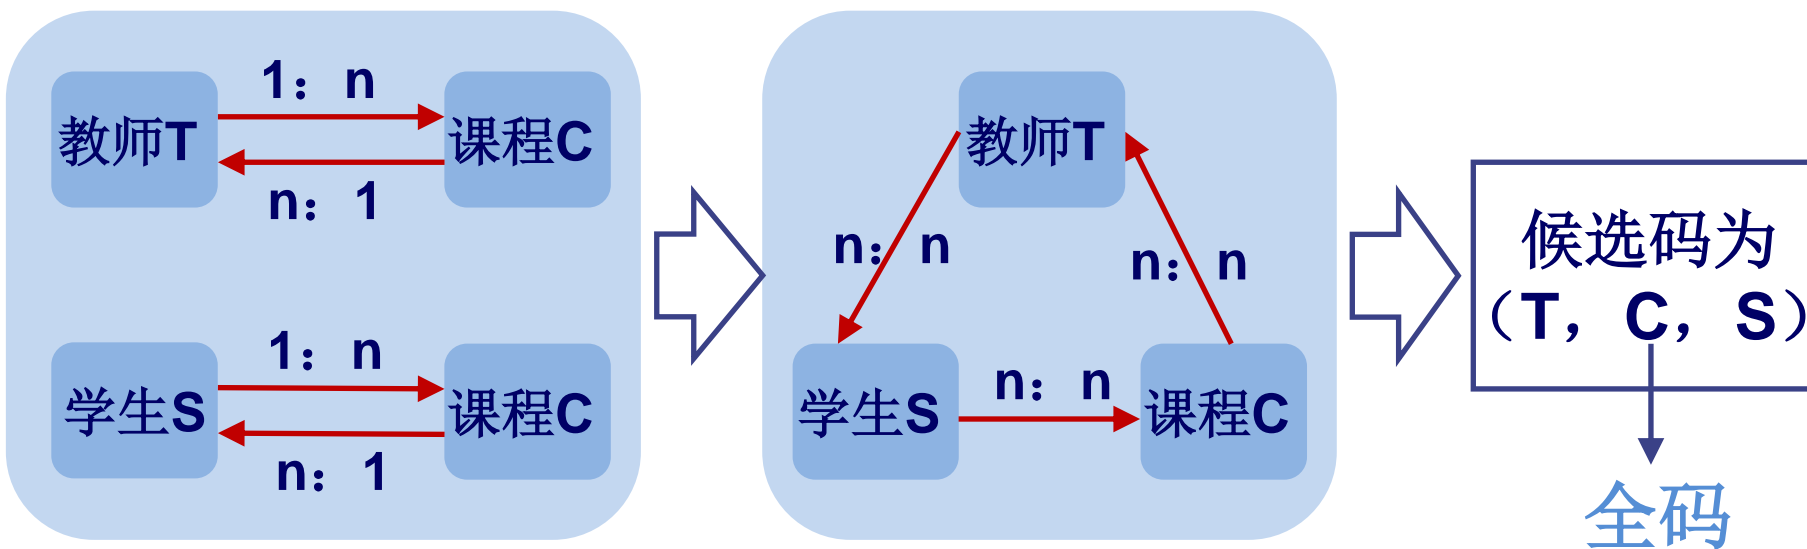 1：n
教师T
课程C
n：1
1：n
学生S
课程C
n：1
教师T
n：n
n：n
n：n
学生S
课程C
候选码为
（T，C，S）
全码